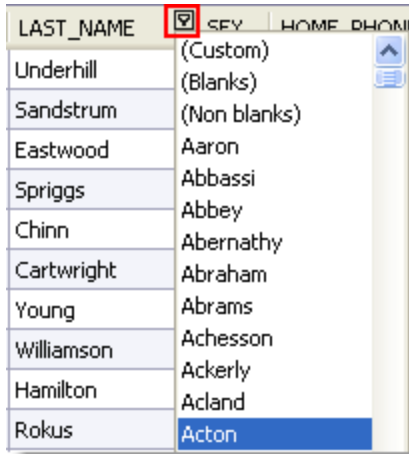 LAST_NAME SEX HOME_PHON
Underhill
Sandstrum
Eastwood
Spriggs
Chinn
Cartwright
Young
Williamson
Hamilton
Rokus
(Custom)
(Blanks)
(Non blanks)
Aaron
Abbassi
Abbey
Abernathy
Abraham
Abrams
Achesson
Ackerly
Acland
Acton